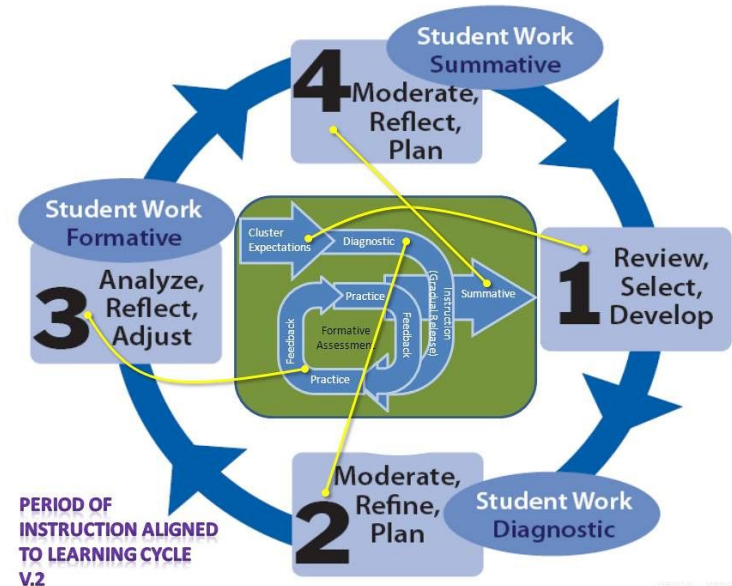 Student Work
Summative
4
Moderate,
Reflect,
Plan
Student Work
Formative
3
Analyze,
Reflect,
Adjust
Cluster
Expectations
Diagnostic
Practice
Feedback
Formative
Assessment
Feedback
Practice
Instruction
(Gradual Release)
Summative
1
Review,
Select,
Develop
2
Moderate,
Refine,
Plan
Student Work
Diagnostic
PERIOD OF
INSTRUCTION ALIGNED
TO LEARNING CYCLE
V.2